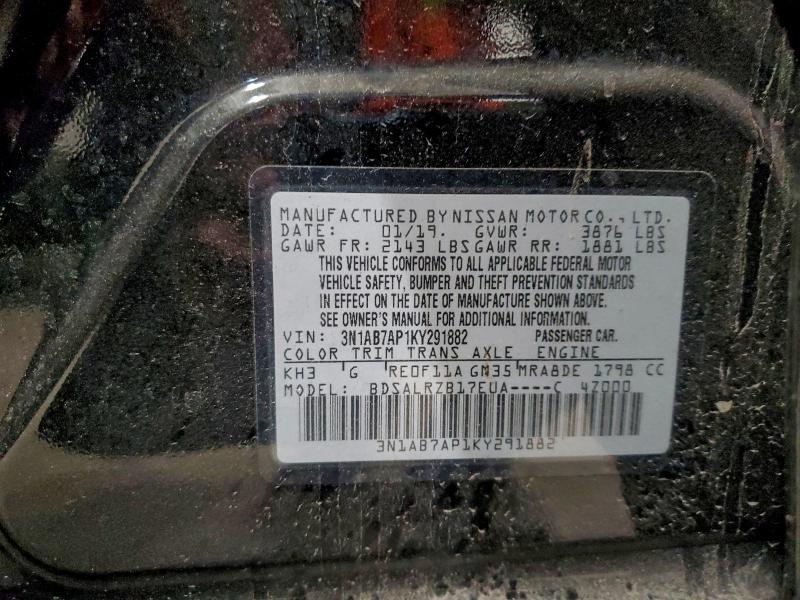 MANUFACTURED BY NISSAN MOTOR CO., LTD.
DATE: 01/19. GVWR: 3876 LBS
GAWR FR: 2143 LBS GAWR RR: 1881 LBS
THIS VEHICLE CONFORMS TO ALL APPLICABLE FEDERAL MOTOR
VEHICLE SAFETY, BUMPER AND THEFT PREVENTION STANDARDS
IN EFFECT ON THE DATE OF MANUFACTURE SHOWN ABOVE.
SEE OWNER'S MANUAL FOR ADDITIONAL INFORMATION.
VIN: 3N1AB7AP1KY291882 PASSENGER CAR.
COLOR TRIM TRANS AXLE ENGINE
KH3 G RE0F11A GM35 MRA8DE 1798 CC
MODEL: BDSALRZB17EUA----C 4Z000
3N1AB7AP1KY291882